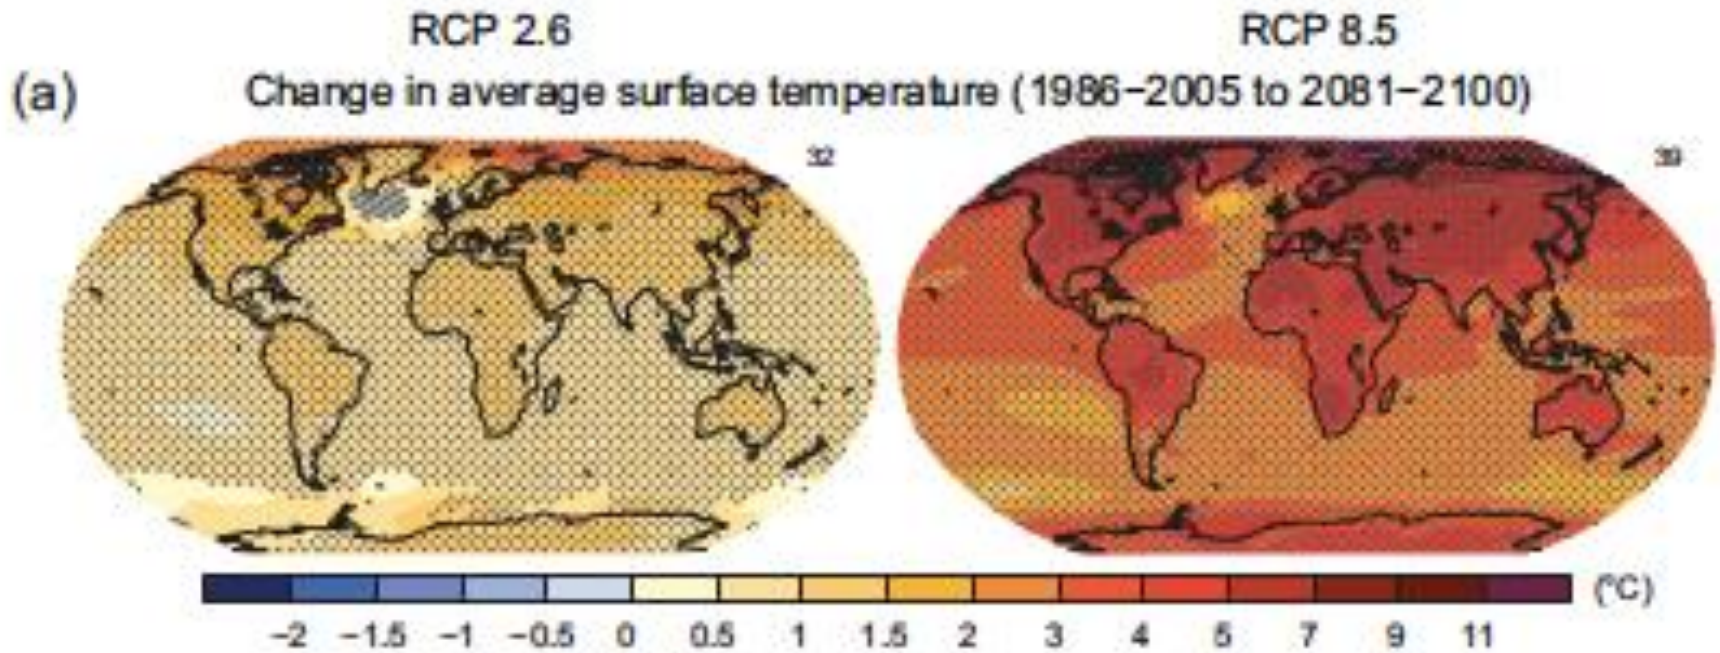 RCP 2.6 RCP 8.5
(a) Change in average surface temperature (1986−2005 to 2081−2100)
32 39
(°C)
−2 −1.5 −1 −0.5 0 0.5 1 1.5 2 3 4 5 7 9 11